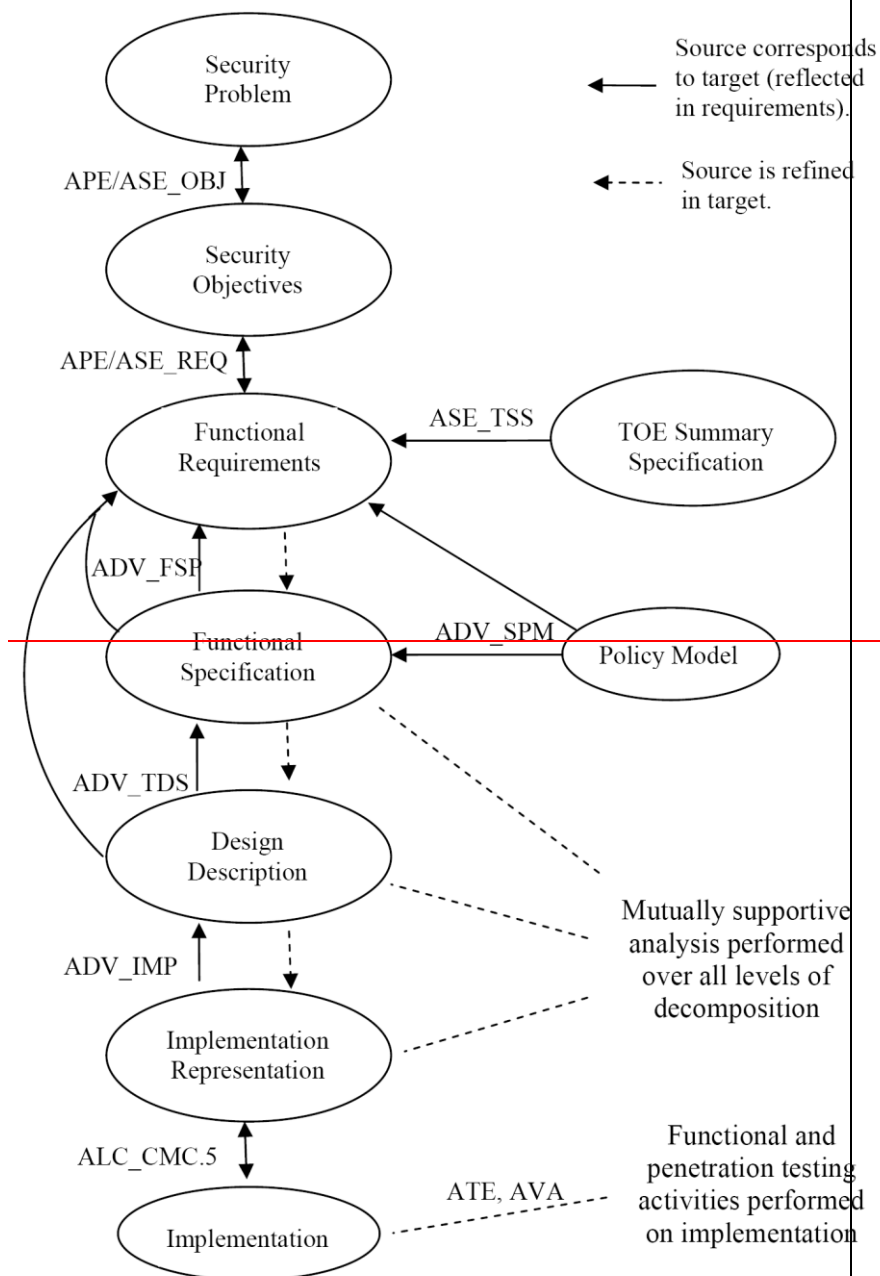 Security
Problem
Source corresponds
to target (reflected
in requirements).
APE/ASE_OBJ
Source is refined
in target.
Security
Objectives
APE/ASE_REQ
Functional
Requirements
ASE_TSS
TOE Summary
Specification
ADV_FSP
Functional
Specification
ADV_SPM
Policy Model
ADV_TDS
Design
Description
Mutually supportive
analysis performed
over all levels of
decomposition
ADV_IMP
Implementation
Representation
ALC_CMC.5
Functional and
penetration testing
activities performed
on implementation
ATE, AVA
Implementation